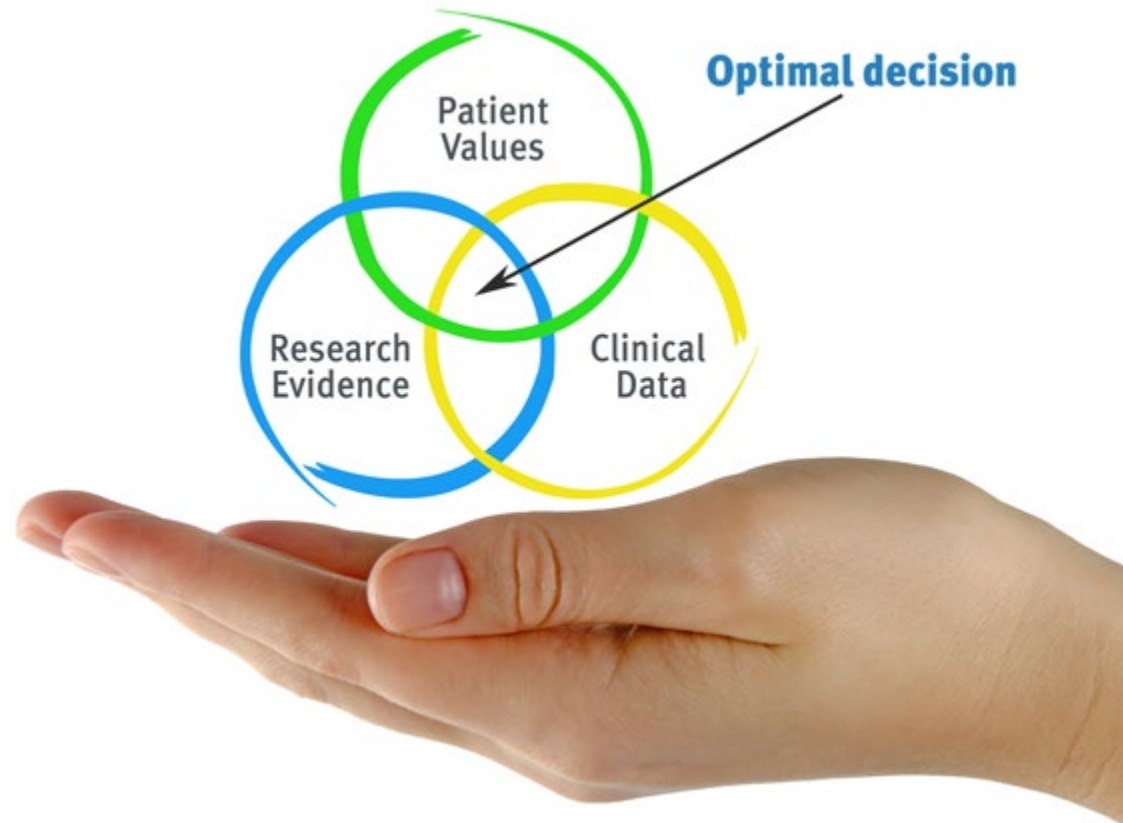 Optimal decision
Patient
Values
Research
Evidence
Clinical
Data